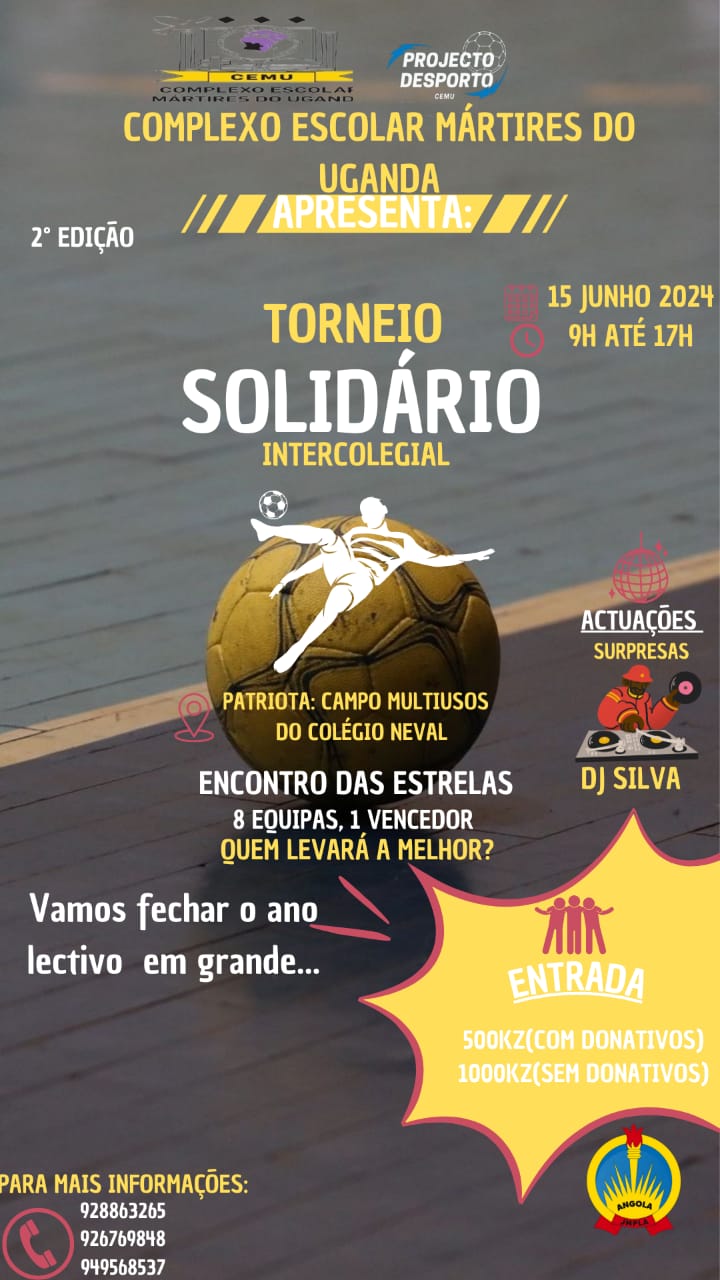 CEMU
COMPLEXO ESCOLAR
MÁRTIRES DO UGANDA
PROJECTO
DESPORTO
CEMU
COMPLEXO ESCOLAR MÁRTIRES DO
UGANDA
APRESENTA:
2° EDIÇÃO
15 JUNHO 2024
9H ATÉ 17H
TORNEIO
SOLIDÁRIO
INTERCOLEGIAL
ACTUAÇÕES
SURPRESAS
DJ SILVA
PATRIOTA: CAMPO MULTIUSOS
DO COLÉGIO NEVAL
ENCONTRO DAS ESTRELAS
8 EQUIPAS, 1 VENCEDOR
QUEM LEVARÁ A MELHOR?
Vamos fechar o ano
lectivo em grande...
ENTRADA
500KZ(COM DONATIVOS)
1000KZ(SEM DONATIVOS)
ANGOLA
JMPLA
PARA MAIS INFORMAÇÕES:
928863265
926769848
949568537